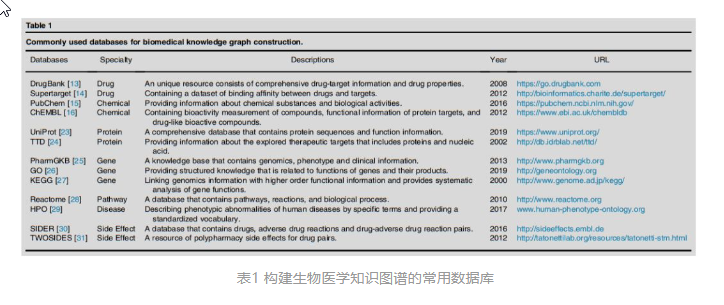 Table 1
Commonly used databases for biomedical knowledge graph construction.
Databases Specialty Descriptions Year URL
DrugBank [13] Drug An unique resource consists of comprehensive drug-target information and drug properties. 2008 https://go.drugbank.com
Supertarget [14] Drug Containing a dataset of binding affinity between drugs and targets. 2012 http://bioinformatics.charite.de/supertarget/
PubChem [15] Chemical Providing information about chemical substances and biological activities. 2016 https://pubchem.ncbi.nlm.nih.gov/
ChEMBL [16] Chemical Containing bioactivity measurement of compounds, functional information of protein targets, and 2012 https://www.ebi.ac.uk/chembldb
drug-like bioactive compounds.
UniProt [23] Protein A comprehensive database that contains protein sequences and function information. 2019 https://www.uniprot.org/
TTD [24] Protein Providing information about the explored therapeutic targets that includes proteins and nucleic 2002 http://db.idrblab.net/ttd/
acid.
PharmGKB [25] Gene A knowledge base that contains genomics, phenotype and clinical information. 2013 http://www.pharmgkb.org
GO [26] Gene Providing structured knowledge that is related to functions of genes and their products. 2019 http://geneontology.org
KEGG [27] Gene Linking genomics information with higher order functional information and provides systematic 2000 http://www.genome.ad.jp/kegg/
analysis of gene functions.
Reactome [28] Pathway A database that contains pathways, reactions, and biological process. 2010 http://www.reactome.org
HPO [29] Disease Describing phenotypic abnormalities of human diseases by specific terms and providing a 2017 www.human-phenotype-ontology.org
standardized vocabulary.
SIDER [30] Side Effect A database that contains drugs, adverse drug reactions and drug-adverse drug reaction pairs. 2016 http://sideeffects.embl.de
TWOSIDES [31] Side Effect A resource of polypharmacy side effects for drug pairs. 2012 http://tatonettilab.org/resources/tatonetti-stm.html
表1 构建生物医学知识图谱的常用数据库